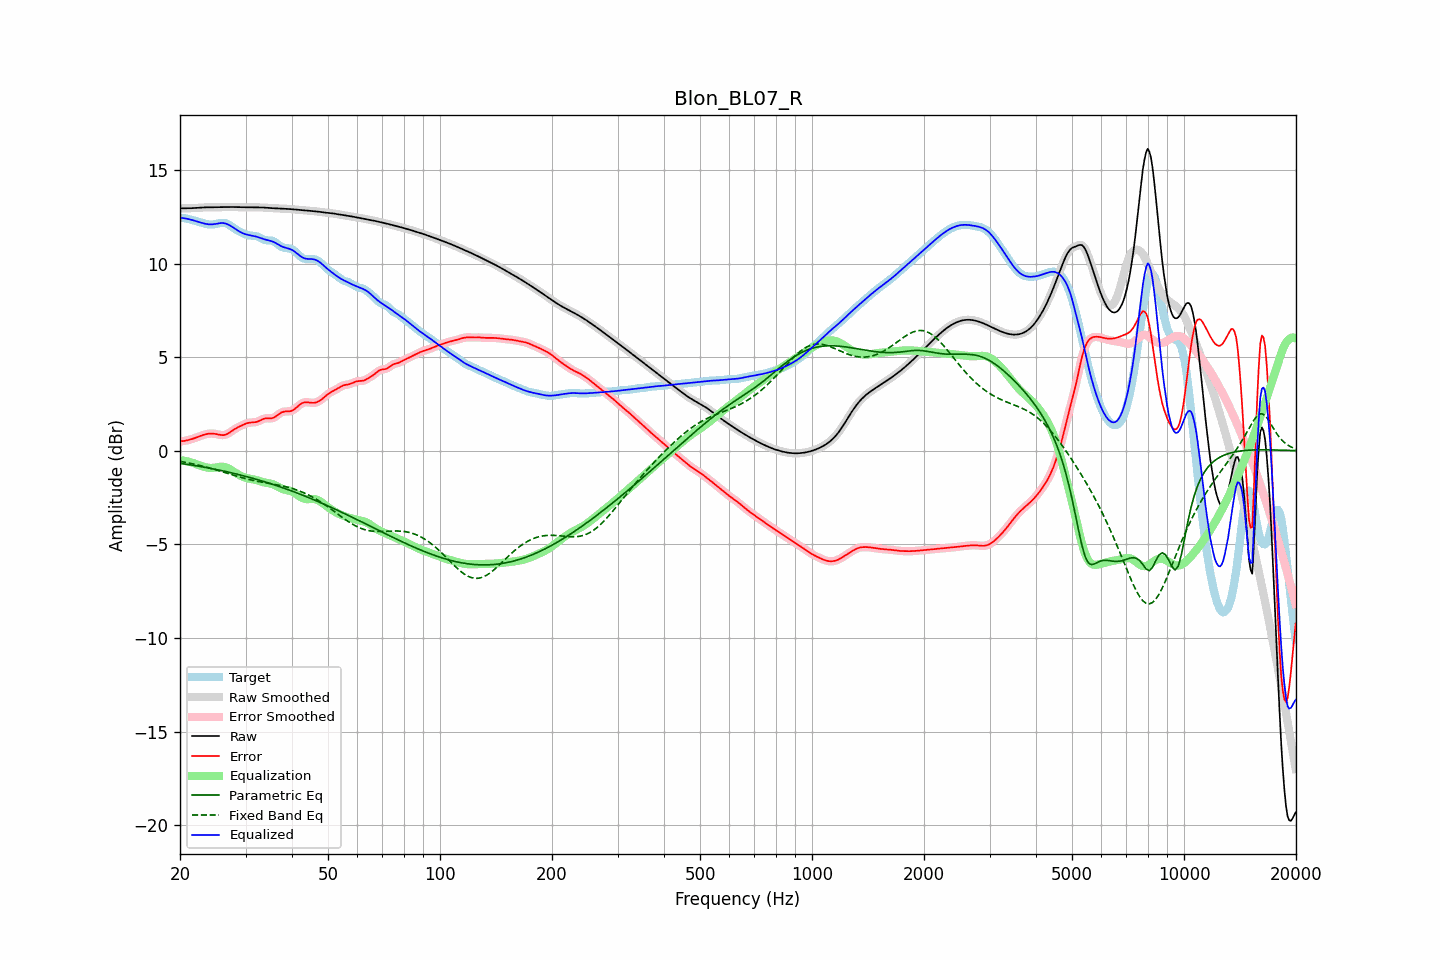 Blon_BL07_R
Amplitude (dBr)
15
10
5
0
−5
−10
−15
−20
Target
Raw Smoothed
Error Smoothed
Raw
Error
Equalization
Parametric Eq
Fixed Band Eq
Equalized
20
50
100
200
500
1000
2000
5000
10000
20000
Frequency (Hz)